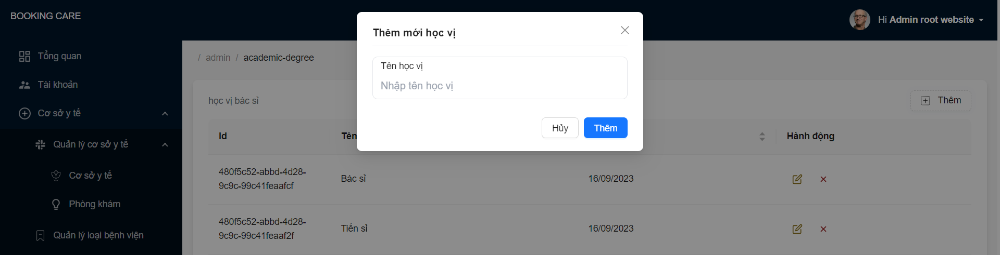 BOOKING CARE
Hi Admin root website
Tổng quan
Tài khoản
Cơ sở y tế
Quản lý cơ sở y tế
Cơ sở y tế
Phòng khám
Quản lý loại bệnh viện
/ admin / academic-degree
học vị bác sỉ
Thêm
Thêm mới học vị
Tên học vị
Nhập tên học vị
Hủy
Thêm
Id
Tên
Hành động
480f5c52-abbd-4d28-
9c9c-99c41feaafcf
Bác sỉ
16/09/2023
480f5c52-abbd-4d28-
9c9c-99c41feaaf2f
Tiến sỉ
16/09/2023